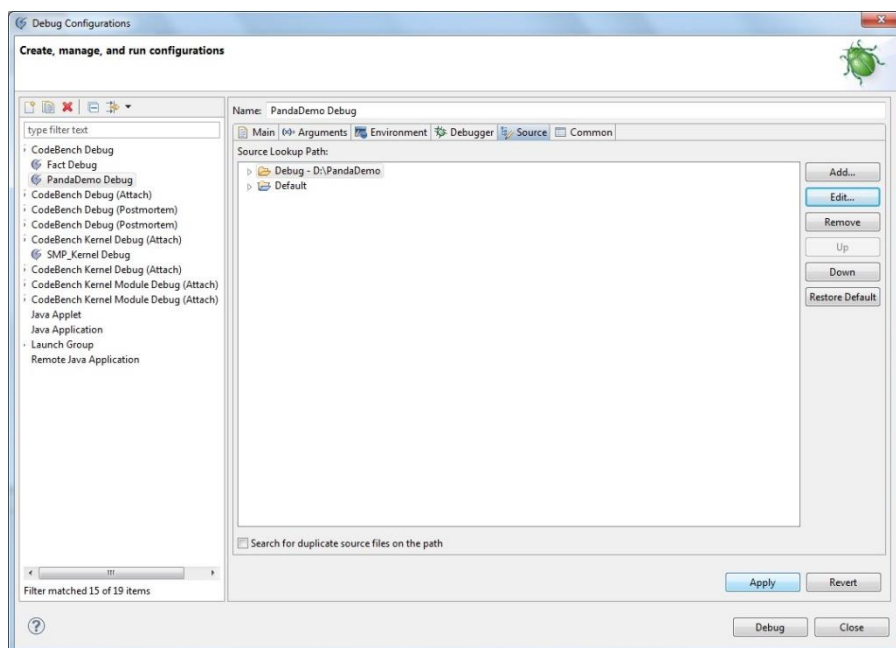 Debug Configurations
Create, manage, and run configurations
type filter text
CodeBench Debug
Fact Debug
PandaDemo Debug
CodeBench Debug (Attach)
CodeBench Debug (Postmortem)
CodeBench Debug (Postmortem)
CodeBench Kernel Debug (Attach)
SMP_Kernel Debug
CodeBench Kernel Debug (Attach)
CodeBench Kernel Module Debug (Attach)
CodeBench Kernel Module Debug (Attach)
Java Applet
Java Application
Launch Group
Remote Java Application
Filter matched 15 of 19 items
Name: PandaDemo Debug
Main Arguments Environment Debugger Source Common
Source Lookup Path:
Debug - D:\PandaDemo
Default
Add...
Edit...
Remove
Up
Down
Restore Default
Search for duplicate source files on the path
Apply Revert
Debug Close